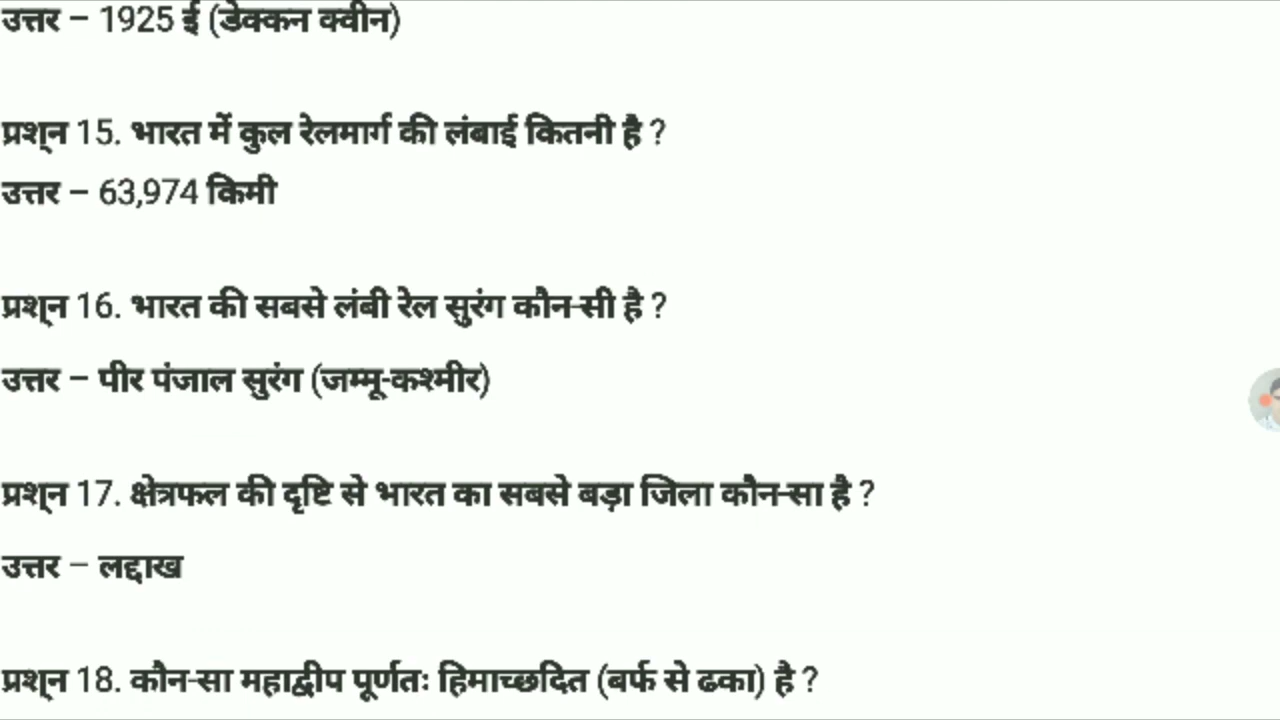 उत्तर – 1925 ई (डेक्कन क्वीन)
प्रश्न 15. भारत में कुल रेलमार्ग की लंबाई कितनी है ?
उत्तर – 63,974 किमी
प्रश्न 16. भारत की सबसे लंबी रेल सुरंग कौन-सी है ?
उत्तर – पीर पंजाल सुरंग (जम्मू-कश्मीर)
प्रश्न 17. क्षेत्रफल की दृष्टि से भारत का सबसे बड़ा जिला कौन-सा है ?
उत्तर – लद्दाख
प्रश्न 18. कौन-सा महाद्वीप पूर्णतः हिमाच्छदित (बर्फ से ढका) है ?